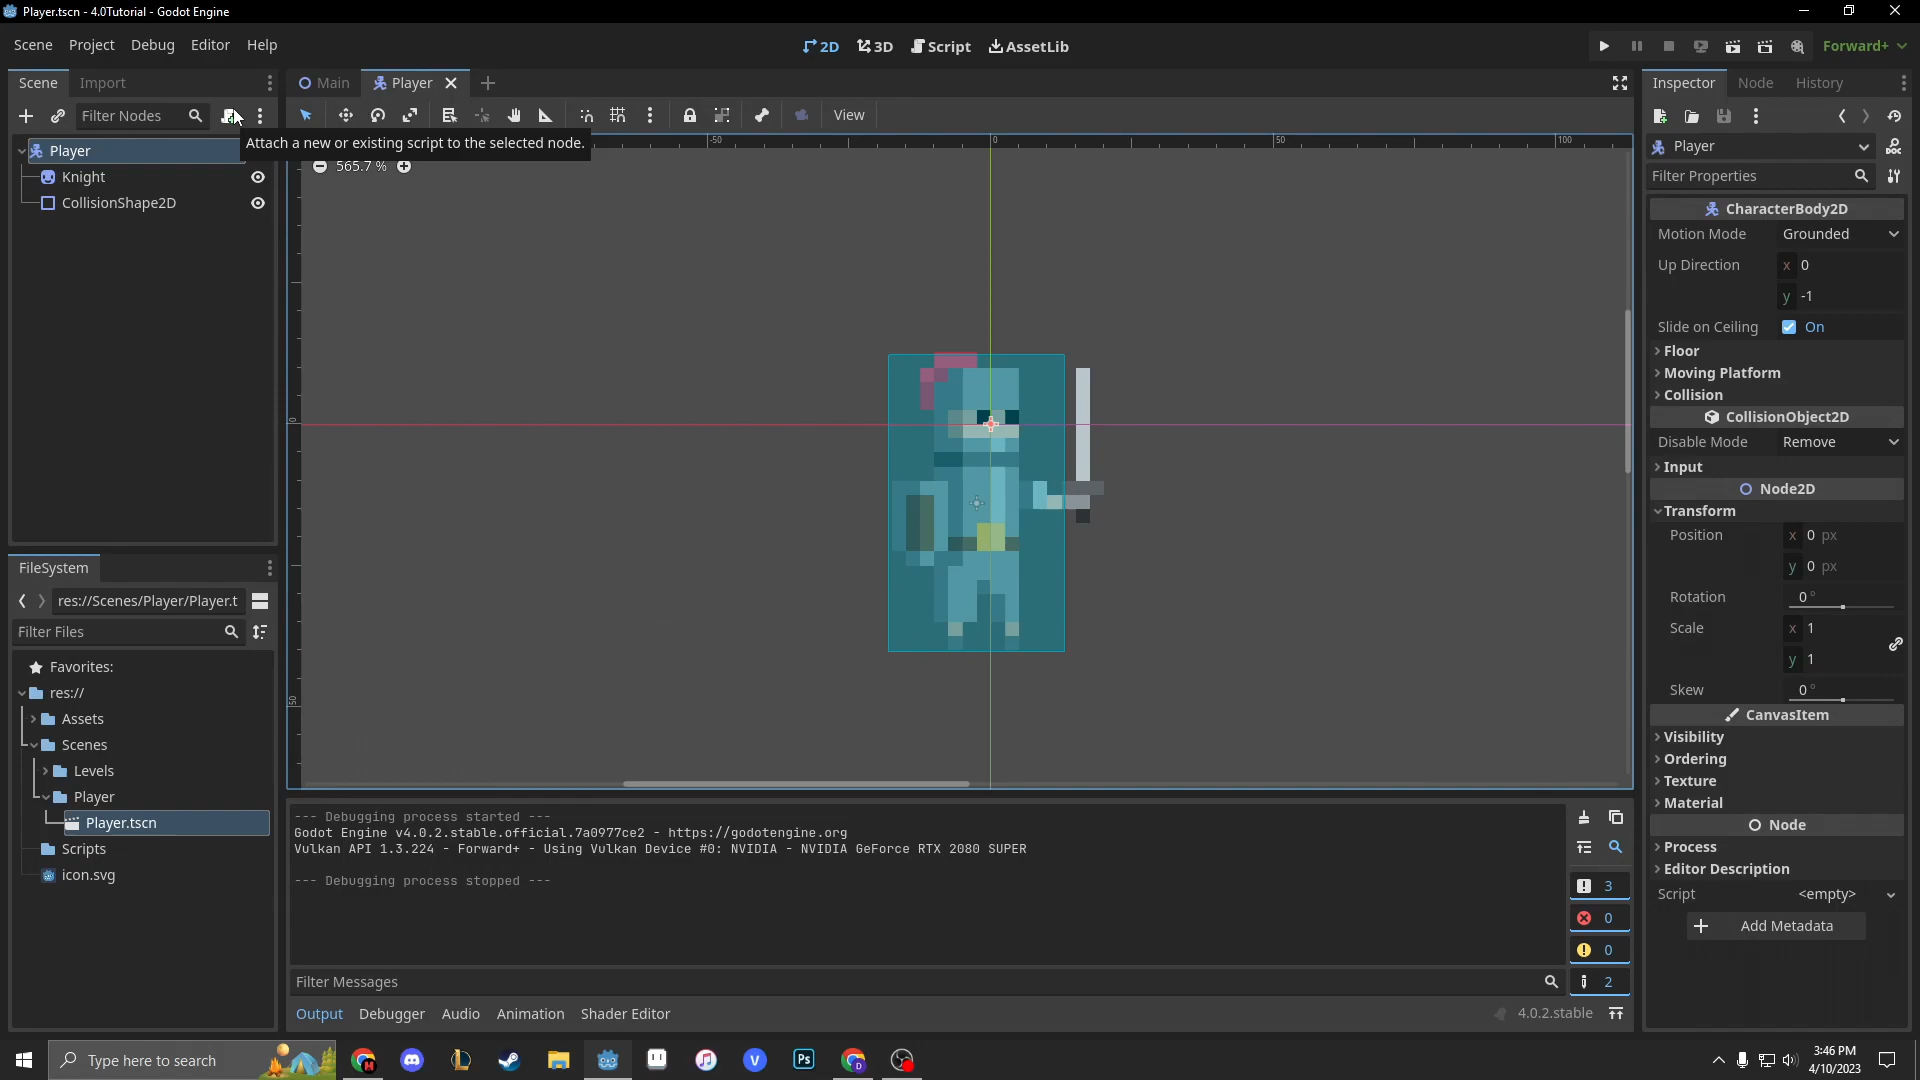 Player.tscn - 4.0Tutorial - Godot Engine
Scene Project Debug Editor Help
2D 3D Script AssetLib
Forward+
Scene Import
Main Player
Inspector Node History
Filter Nodes
View
Attach a new or existing script to the selected node.
Player
Knight
CollisionShape2D
-50 0 50 100
565.7 %
0
50
Player
Filter Properties
CharacterBody2D
Motion Mode Grounded
Up Direction x 0
y -1
Slide on Ceiling On
Floor
Moving Platform
Collision
CollisionObject2D
Disable Mode Remove
Input
Node2D
Transform
Position x 0 px
y 0 px
Rotation 0 °
Scale x 1
y 1
Skew 0 °
CanvasItem
Visibility
Ordering
Texture
Material
Node
Process
Editor Description
Script <empty>
Add Metadata
FileSystem
res://Scenes/Player/Player.t
Filter Files
Favorites:
res://
Assets
Scenes
Levels
Player
Player.tscn
Scripts
icon.svg
--- Debugging process started ---
Godot Engine v4.0.2.stable.official.7a0977ce2 - https://godotengine.org
Vulkan API 1.3.224 - Forward+ - Using Vulkan Device #0: NVIDIA - NVIDIA GeForce RTX 2080 SUPER
--- Debugging process stopped ---
3
0
0
2
Filter Messages
Output Debugger Audio Animation Shader Editor
4.0.2.stable
Type here to search
Ps
3:46 PM
4/10/2023